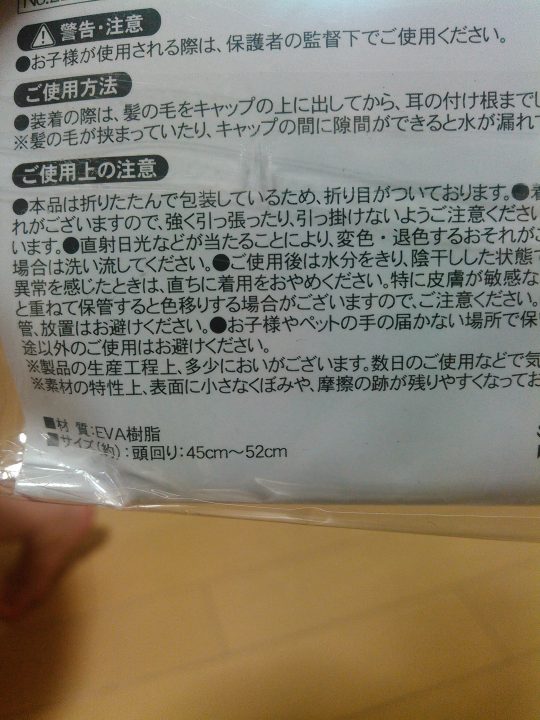 警告・注意
●お子様が使用される際は、保護者の監督下でご使用ください。
ご使用方法
●装着の際は、髪の毛をキャップの上に出してから、耳の付け根まで
※髪の毛が挟まっていたり、キャップの間に隙間ができると水が漏れて
ご使用上の注意
●本品は折りたたんで包装しているため、折り目がついております。●着
れがございますので、強く引っ張ったり、引っ掛けないようご注意ください
います。●直射日光などが当たることにより、変色・退色するおそれがご
場合は洗い流してください。●ご使用後は水分をきり、陰干しした状態で
異常を感じたときは、直ちに着用をおやめください。特に皮膚が敏感な
と重ねて保管すると色移りする場合がございますので、ご注意ください。
管、放置はお避けください。●お子様やペットの手の届かない場所で保
途以外のご使用はお避けください。
※製品の生産工程上、多少においがございます。数日のご使用などで気
※素材の特性上、表面に小さなくぼみや、摩擦の跡が残りやすくなってお
■材 質:EVA樹脂
■サイズ(約):頭回り:45cm~52cm